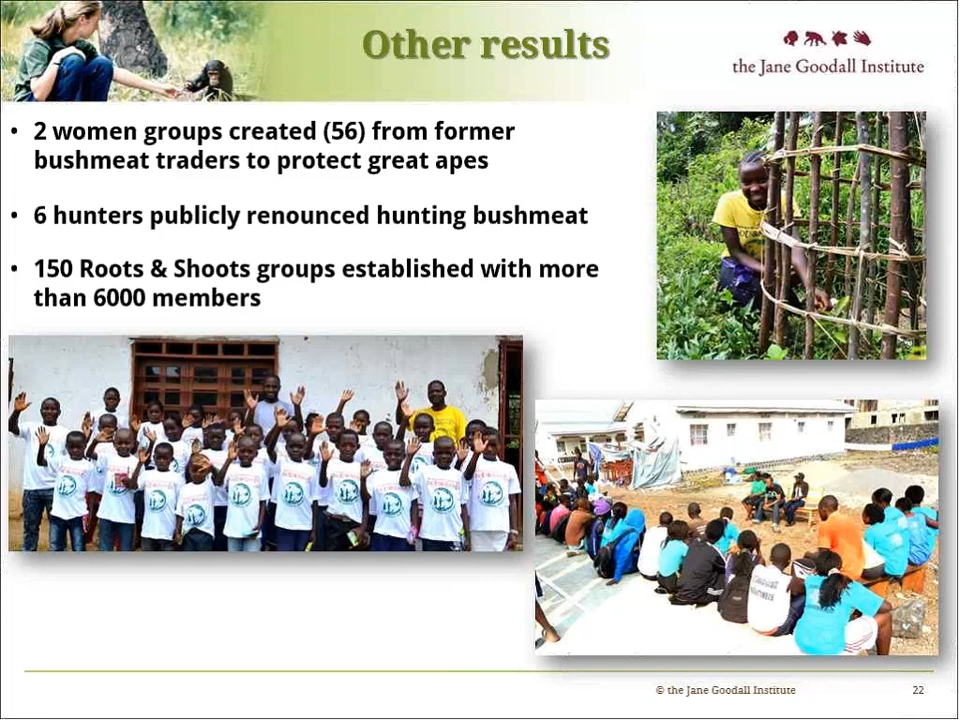 Other results
the Jane Goodall Institute
• 2 women groups created (56) from former
bushmeat traders to protect great apes
• 6 hunters publicly renounced hunting bushmeat
• 150 Roots & Shoots groups established with more
than 6000 members
© the Jane Goodall Institute
22